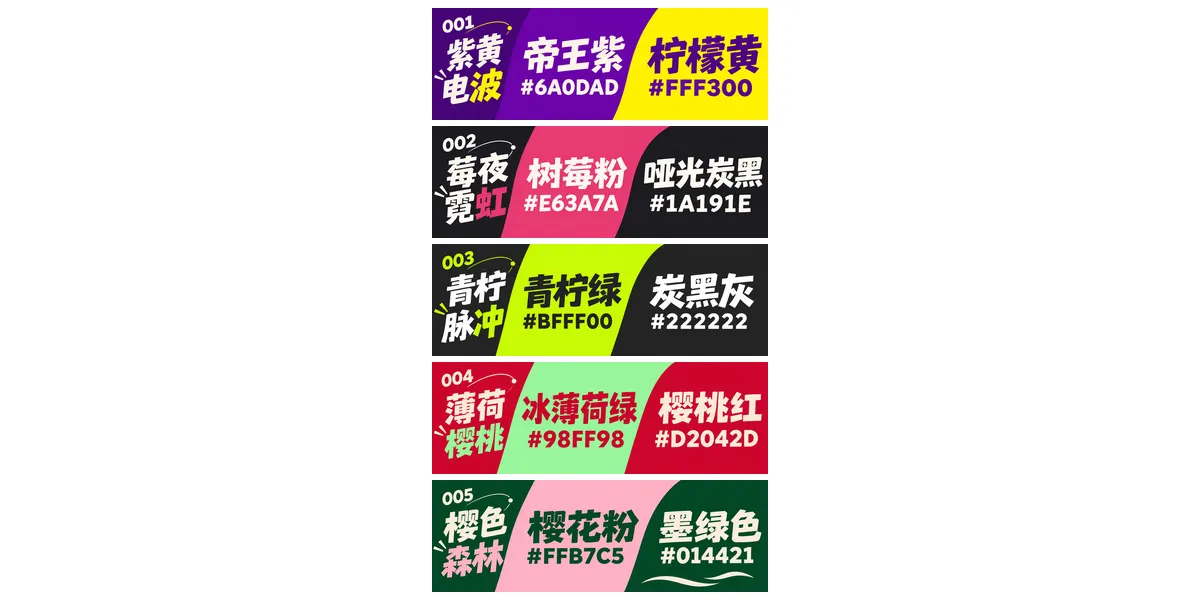 001
紫黄
电波
帝王紫
#6A0DAD
柠檬黄
#FFF300
002
莓夜
霓虹
树莓粉
#E63A7A
哑光炭黑
#1A191E
003
青柠
脉冲
青柠绿
#BFFF00
炭黑灰
#222222
004
薄荷
樱桃
冰薄荷绿
#98FF98
樱桃红
#D2042D
005
樱色
森林
樱花粉
#FFB7C5
墨绿色
#014421